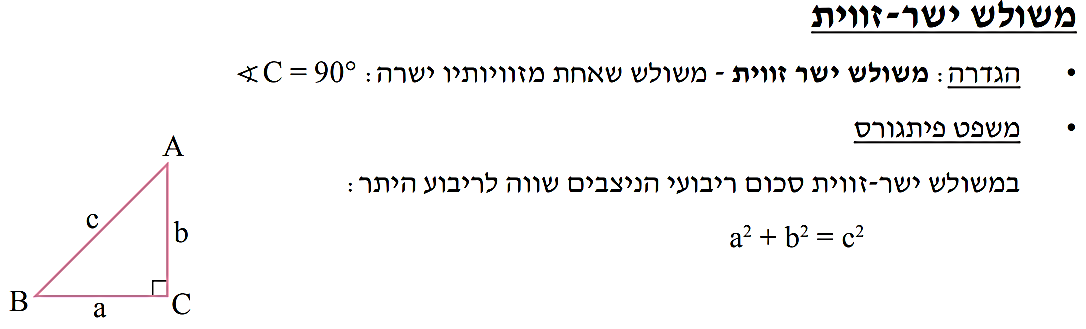 משולש ישר-זווית
• הגדרה: משולש ישר זווית - משולש שאחת מזוויותיו ישרה: ∢C = 90°
• משפט פיתגורס
במשולש ישר-זווית סכום ריבועי הניצבים שווה לריבוע היתר:
a² + b² = c²
A
c
b
B
a
C